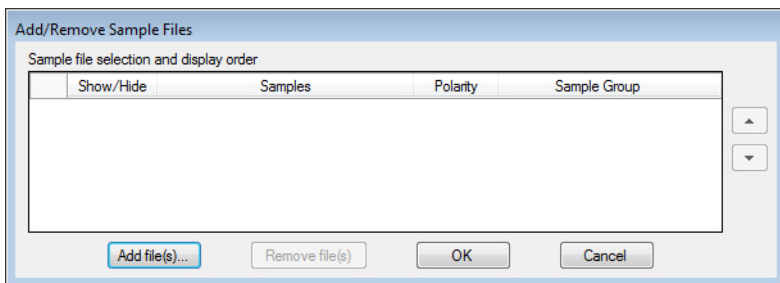 Add/Remove Sample Files
Sample file selection and display order
Show/Hide Samples Polarity Sample Group
Add file(s)... Remove file(s) OK Cancel